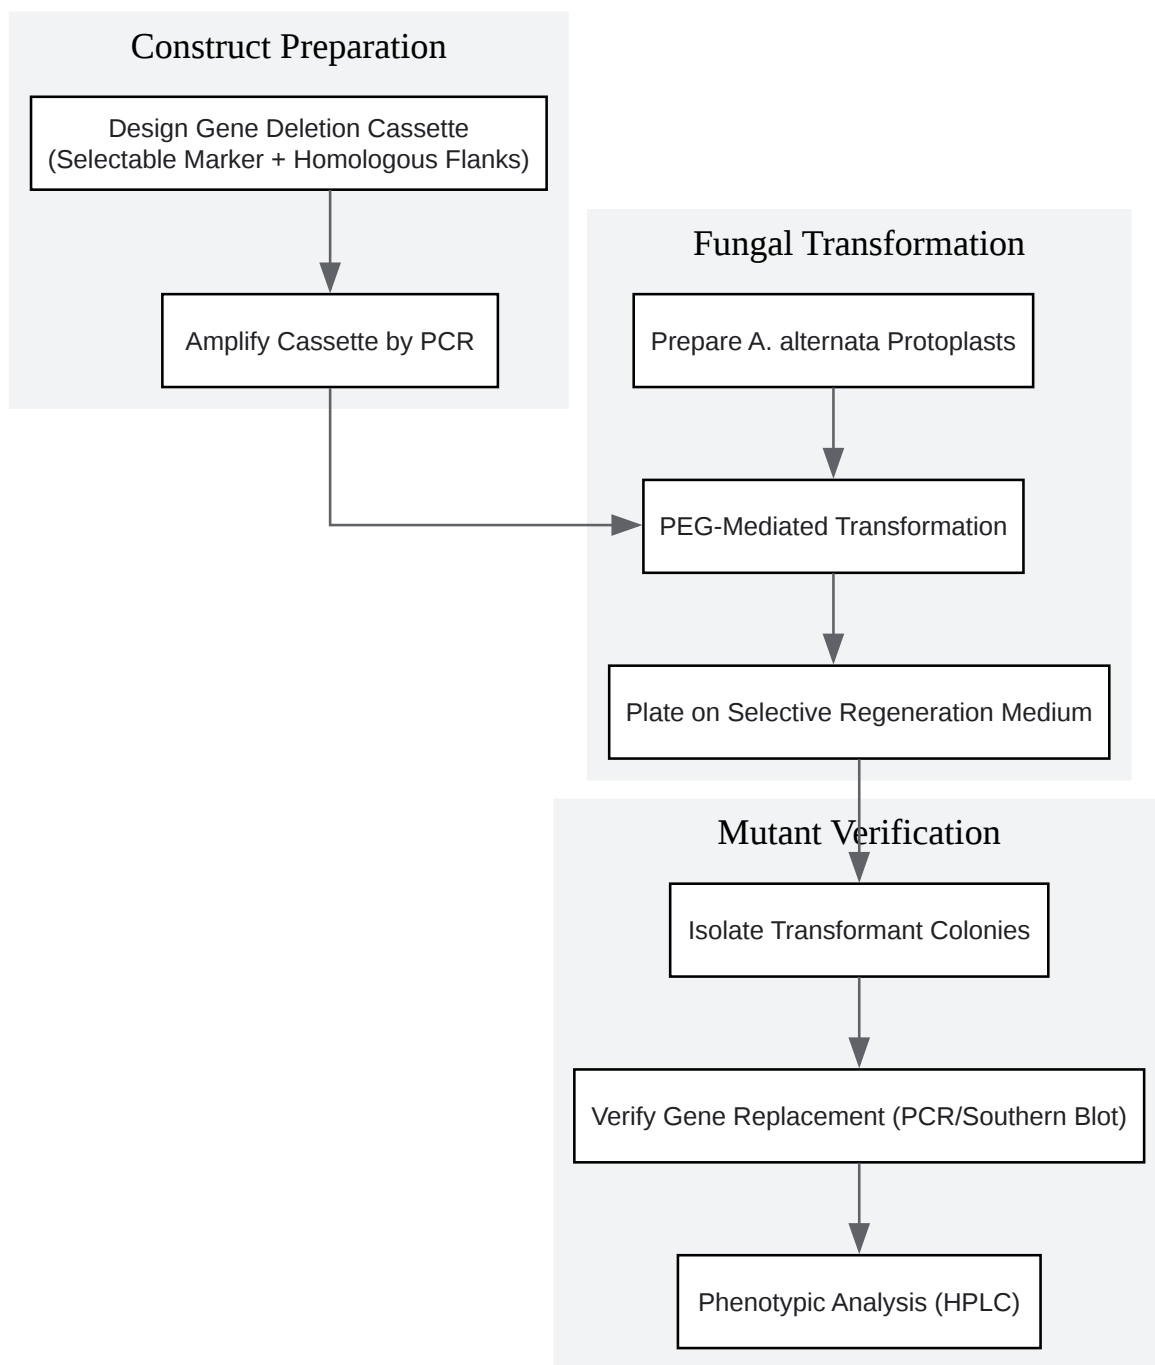 Construct Preparation
Design Gene Deletion Cassette
(Selectable Marker + Homologous Flanks)
Amplify Cassette by PCR
Fungal Transformation
Prepare A. alternata Protoplasts
PEG-Mediated Transformation
Plate on Selective Regeneration Medium
Mutant Verification
Isolate Transformant Colonies
Verify Gene Replacement (PCR/Southern Blot)
Phenotypic Analysis (HPLC)